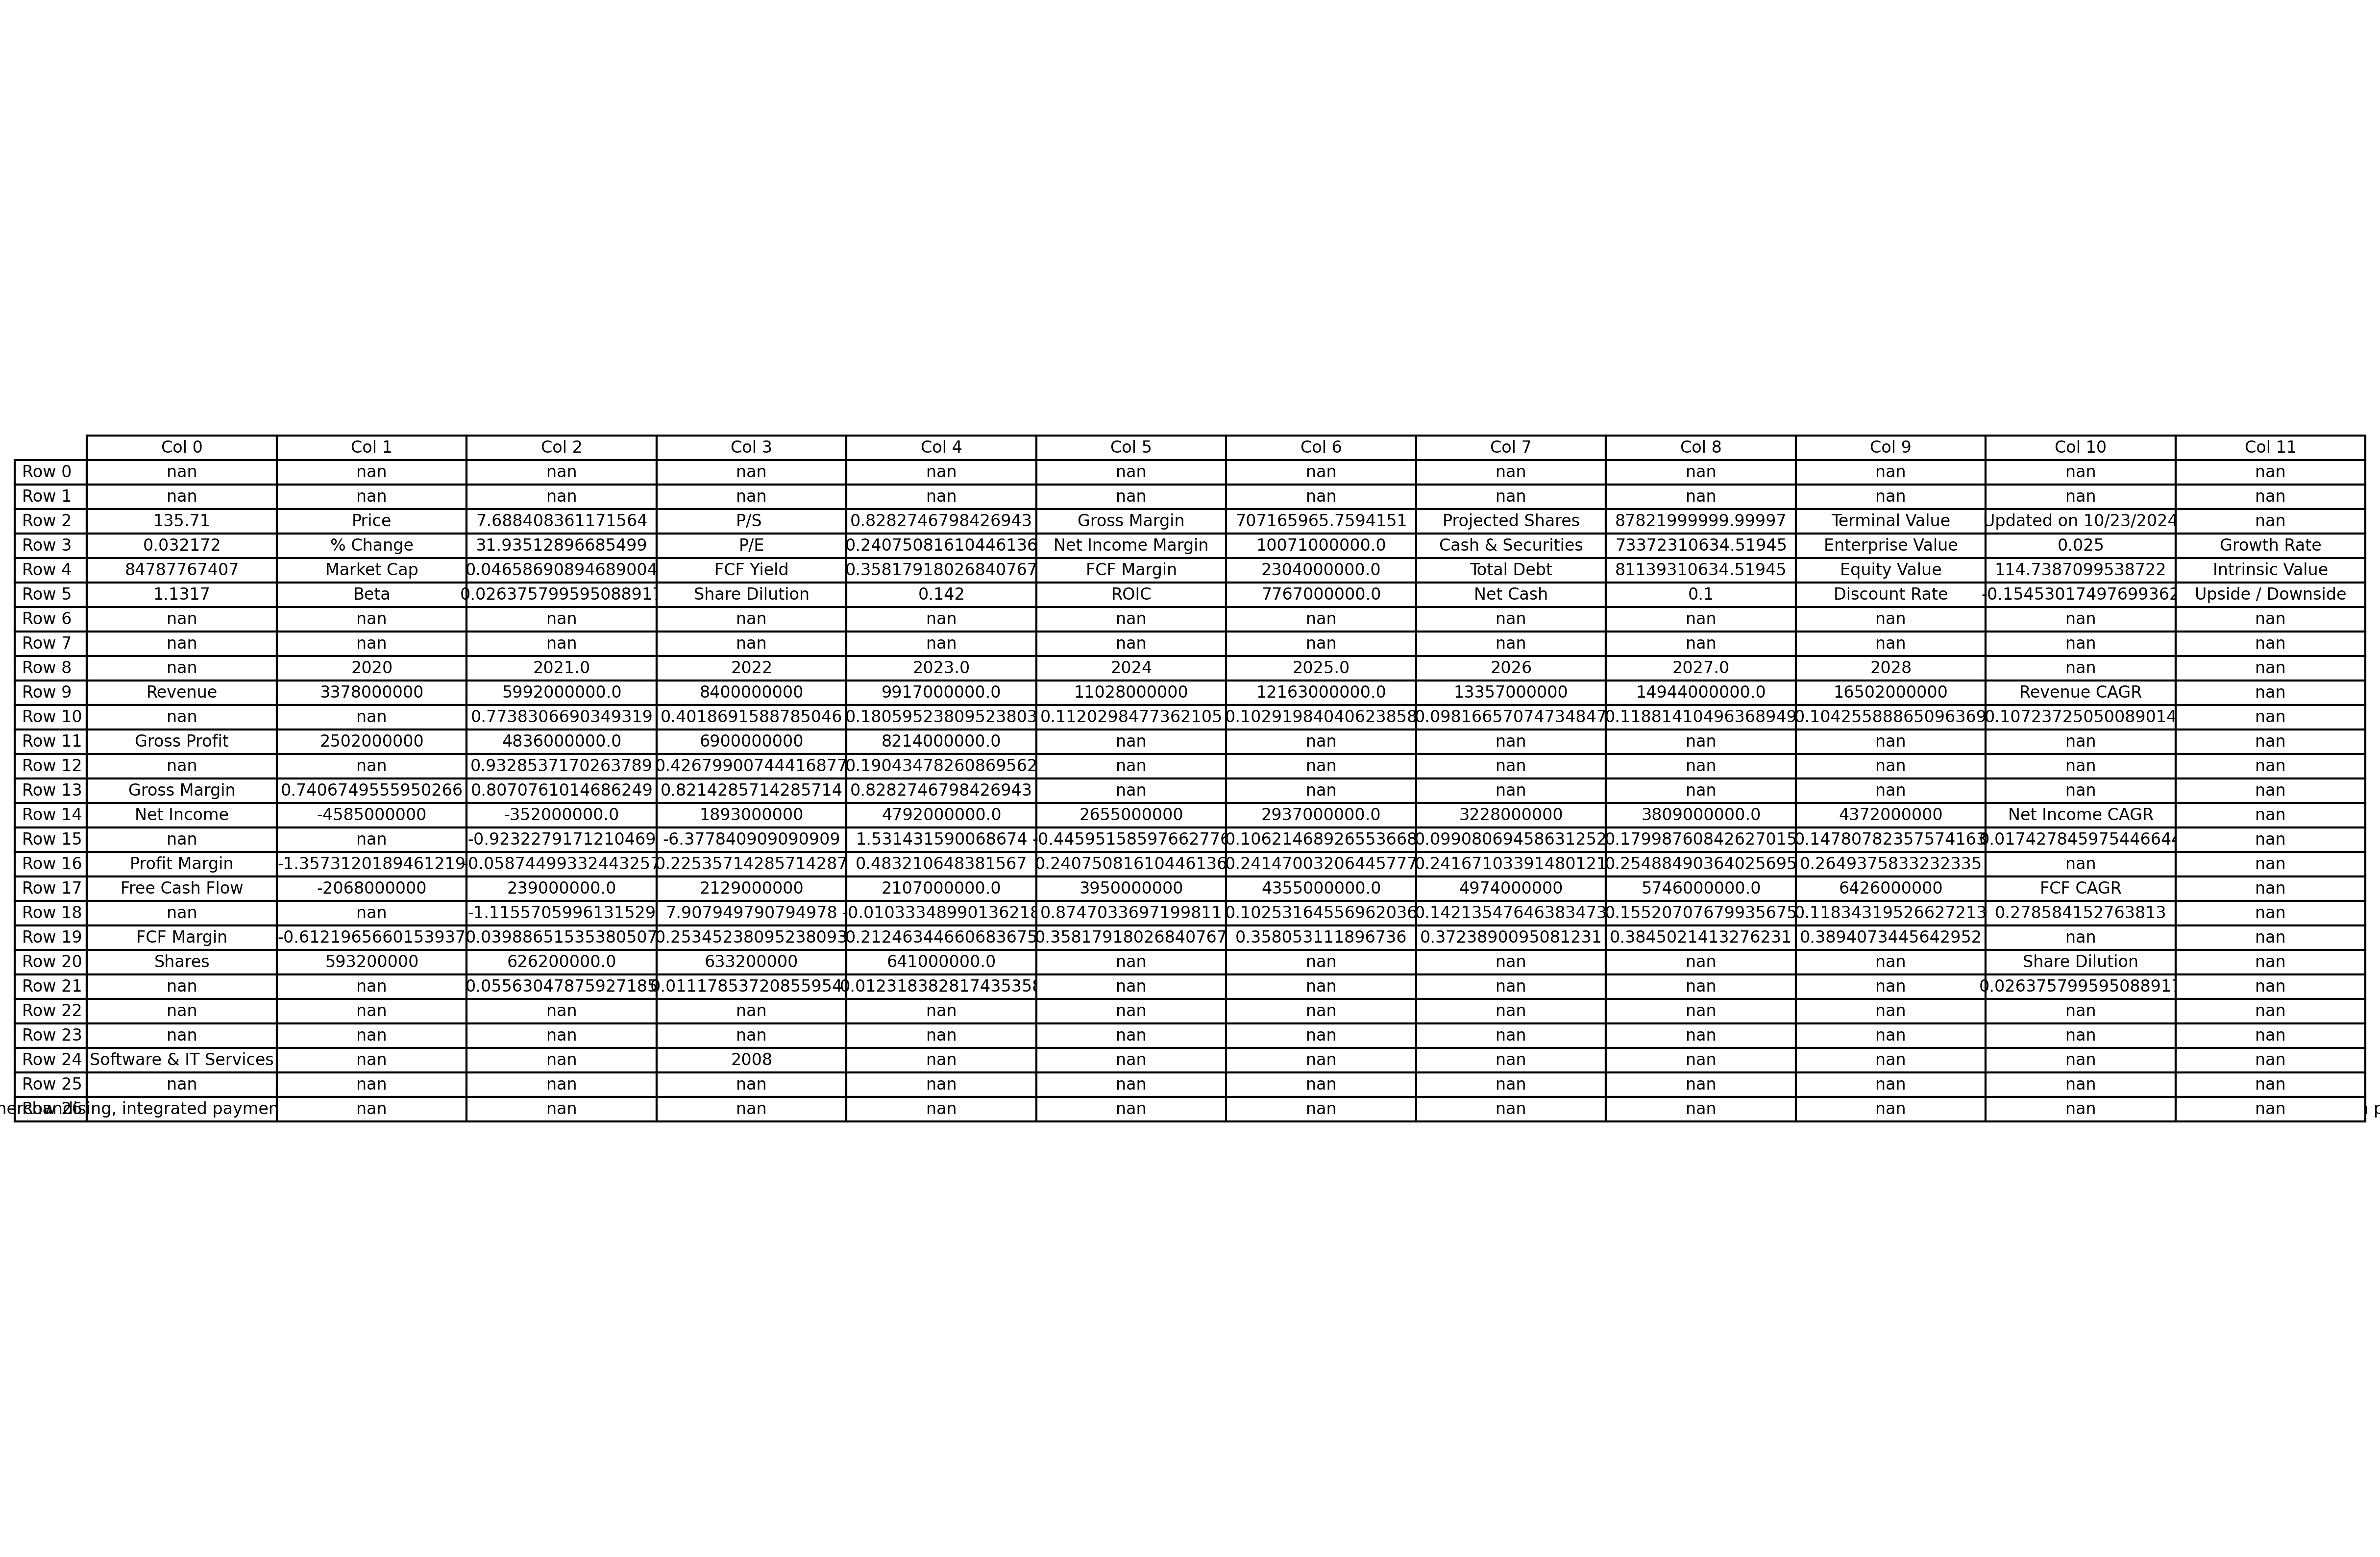 Col 0 Col 1 Col 2 Col 3 Col 4 Col 5 Col 6 Col 7 Col 8 Col 9 Col 10 Col 11
Row 0 nan nan nan nan nan nan nan nan nan nan nan nan
Row 1 nan nan nan nan nan nan nan nan nan nan nan nan
Row 2 135.71 Price 7.688408361171564 P/S 0.8282746798426943 Gross Margin 707165965.7594151 Projected Shares 87821999999.99997 Terminal Value Updated on 10/23/2024 nan
Row 3 0.032172 % Change 31.93512896685499 P/E 0.24075081610446136 Net Income Margin 10071000000.0 Cash & Securities 73372310634.51945 Enterprise Value 0.025 Growth Rate
Row 4 84787767407 Market Cap 0.04658690894689004 FCF Yield 0.35817918026840767 FCF Margin 2304000000.0 Total Debt 81139310634.51945 Equity Value 114.7387099538722 Intrinsic Value
Row 5 1.1317 Beta 0.026375799595088917 Share Dilution 0.142 ROIC 7767000000.0 Net Cash 0.1 Discount Rate -0.15453017497699362 Upside / Downside
Row 6 nan nan nan nan nan nan nan nan nan nan nan nan
Row 7 nan nan nan nan nan nan nan nan nan nan nan nan
Row 8 nan 2020 2021.0 2022 2023.0 2024 2025.0 2026 2027.0 2028 nan nan
Row 9 Revenue 3378000000 5992000000.0 8400000000 9917000000.0 11028000000 12163000000.0 13357000000 14944000000.0 16502000000 Revenue CAGR nan
Row 10 nan nan 0.7738306690349319 0.4018691588785046 0.18059523809523803 0.1120298477362105 0.10291984040623858 0.09816657074734847 0.11881410496368949 0.10425588865096369 0.10723725050089014 nan
Row 11 Gross Profit 2502000000 4836000000.0 6900000000 8214000000.0 nan nan nan nan nan nan nan
Row 12 nan nan 0.9328537170263789 0.42679900744416877 0.19043478260869562 nan nan nan nan nan nan nan
Row 13 Gross Margin 0.7406749555950266 0.8070761014686249 0.8214285714285714 0.8282746798426943 nan nan nan nan nan nan nan
Row 14 Net Income -4585000000 -352000000.0 1893000000 4792000000.0 2655000000 2937000000.0 3228000000 3809000000.0 4372000000 Net Income CAGR nan
Row 15 nan nan -0.9232279171210469 -6.377840909090909 1.531431590068674 -0.44595158597662776 0.10621468926553668 0.09908069458631252 0.17998760842627015 0.14780782357574163 0.017427845975446644 nan
Row 16 Profit Margin -1.3573120189461219 -0.05874499332443257 0.22535714285714287 0.483210648381567 0.24075081610446136 0.24147003206445777 0.24167103391480121 0.25488490364025695 0.2649375833232335 nan nan
Row 17 Free Cash Flow -2068000000 239000000.0 2129000000 2107000000.0 3950000000 4355000000.0 4974000000 5746000000.0 6426000000 FCF CAGR nan
Row 18 nan nan -1.1155705996131529 7.907949790794978 -0.01033348990136218 0.8747033697199811 0.10253164556962036 0.14213547646383473 0.15520707679935675 0.11834319526627213 0.278584152763813 nan
Row 19 FCF Margin -0.6121965660153937 0.03988651535380507 0.25345238095238093 0.21246344660683675 0.35817918026840767 0.358053111896736 0.3723890095081231 0.3845021413276231 0.3894073445642952 nan nan
Row 20 Shares 593200000 626200000.0 633200000 641000000.0 nan nan nan nan nan Share Dilution nan
Row 21 nan nan 0.05563047875927185 0.01117853720855954 0.012318382817435358 nan nan nan nan nan 0.026375799595088917 nan
Row 22 nan nan nan nan nan nan nan nan nan nan nan nan
Row 23 nan nan nan nan nan nan nan nan nan nan nan nan
Row 24 Software & IT Services nan nan 2008 nan nan nan nan nan nan nan nan
Row 25 nan nan nan nan nan nan nan nan nan nan nan nan
Row 26 integrated paymen nan nan nan nan nan nan nan nan nan nan nan